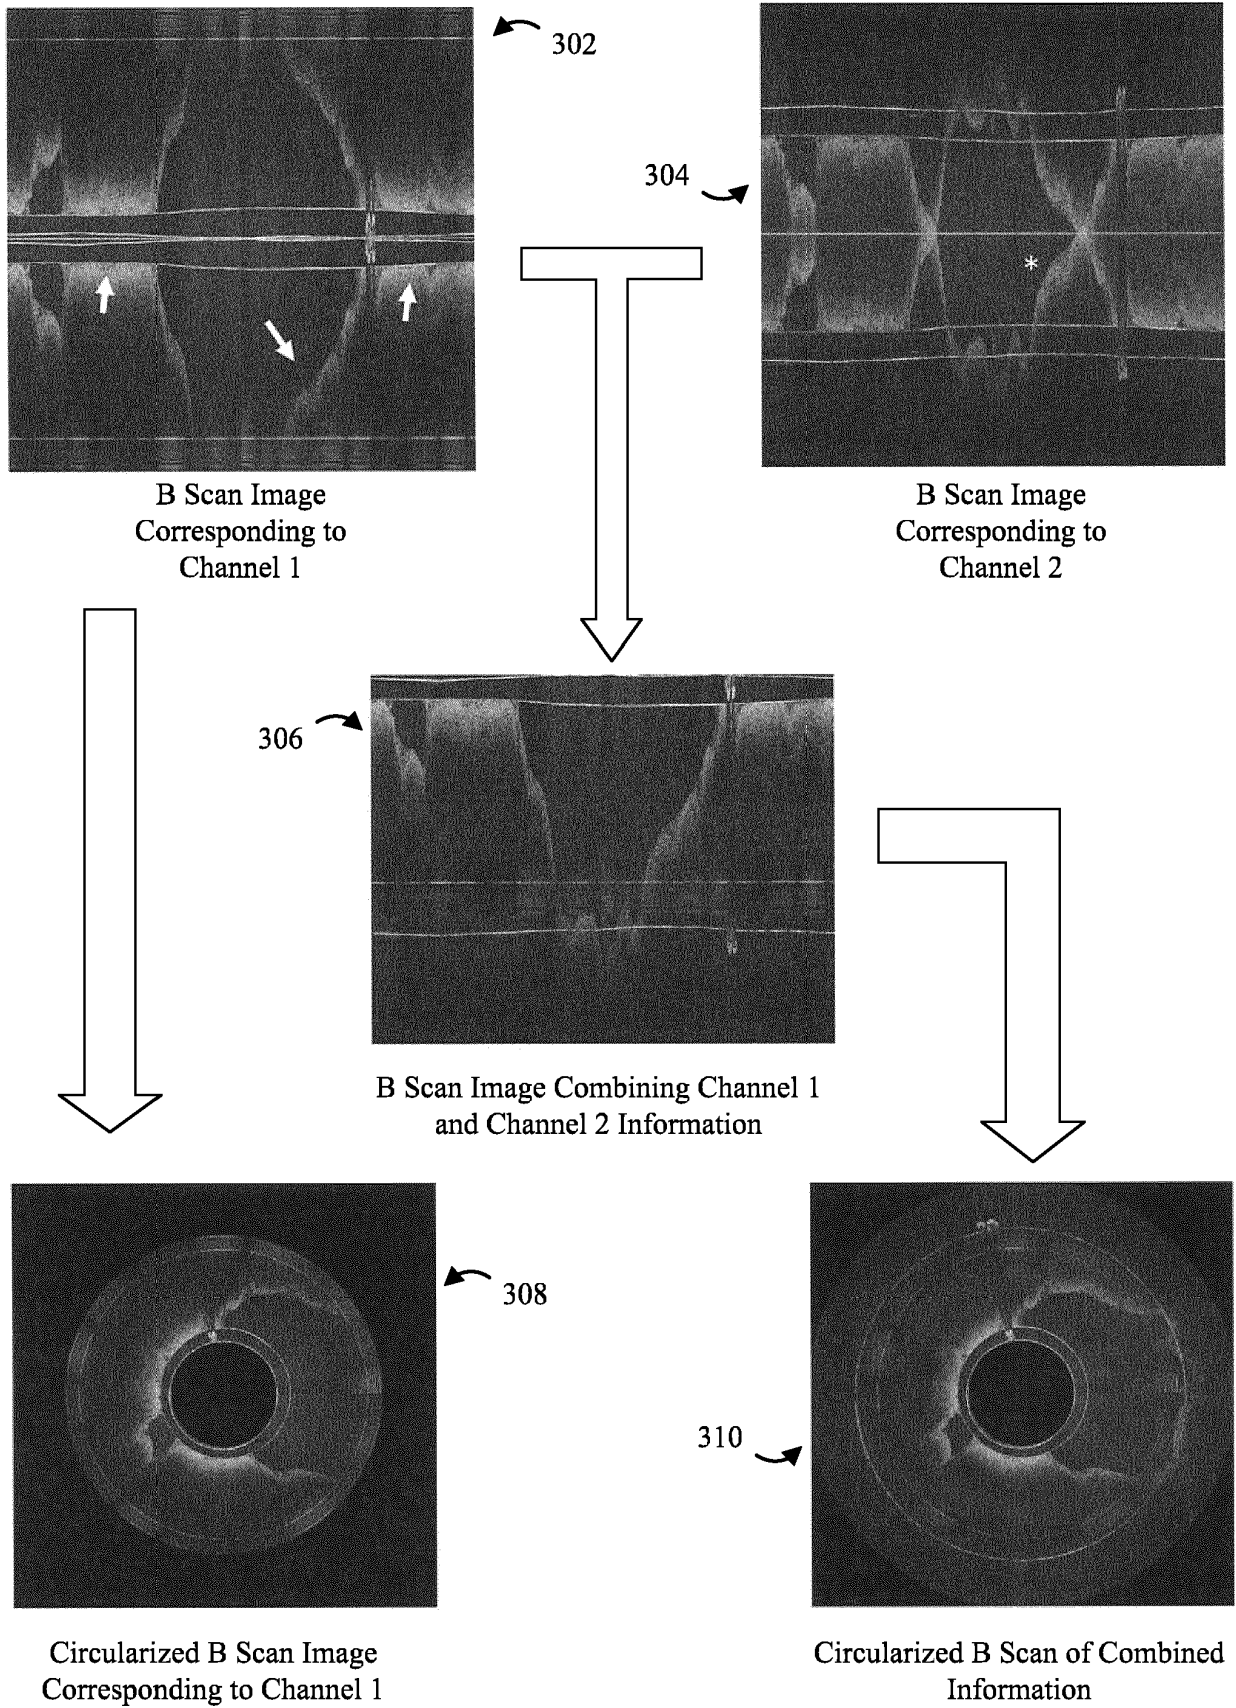 302
304
*
B Scan Image
Corresponding to
Channel 1
B Scan Image
Corresponding to
Channel 2
306
B Scan Image Combining Channel 1
and Channel 2 Information
308
310
Circularized B Scan Image
Corresponding to Channel 1
Circularized B Scan of Combined
Information